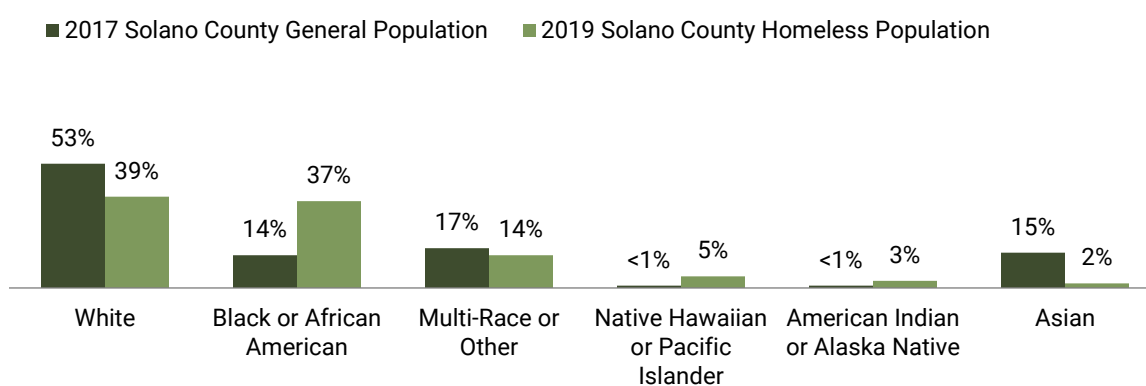 2017 Solano County General Population
2019 Solano County Homeless Population
53%
39%
14%
37%
17%
14%
<1%
5%
<1%
3%
15%
2%
White
Black or African
American
Multi-Race or
Other
Native Hawaiian
or Pacific
Islander
American Indian
or Alaska Native
Asian